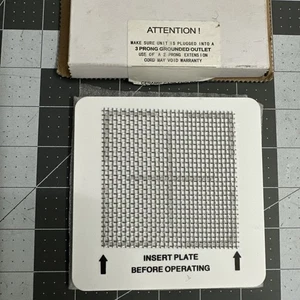 ATTENTION!
MAKE SURE UNIT IS PLUGGED INTO A
3 PRONG GROUNDED OUTLET
USE OF A 2 PRONG EXTENSION
CORD MAY VOID WARRANTY
INSERT PLATE
BEFORE OPERATING